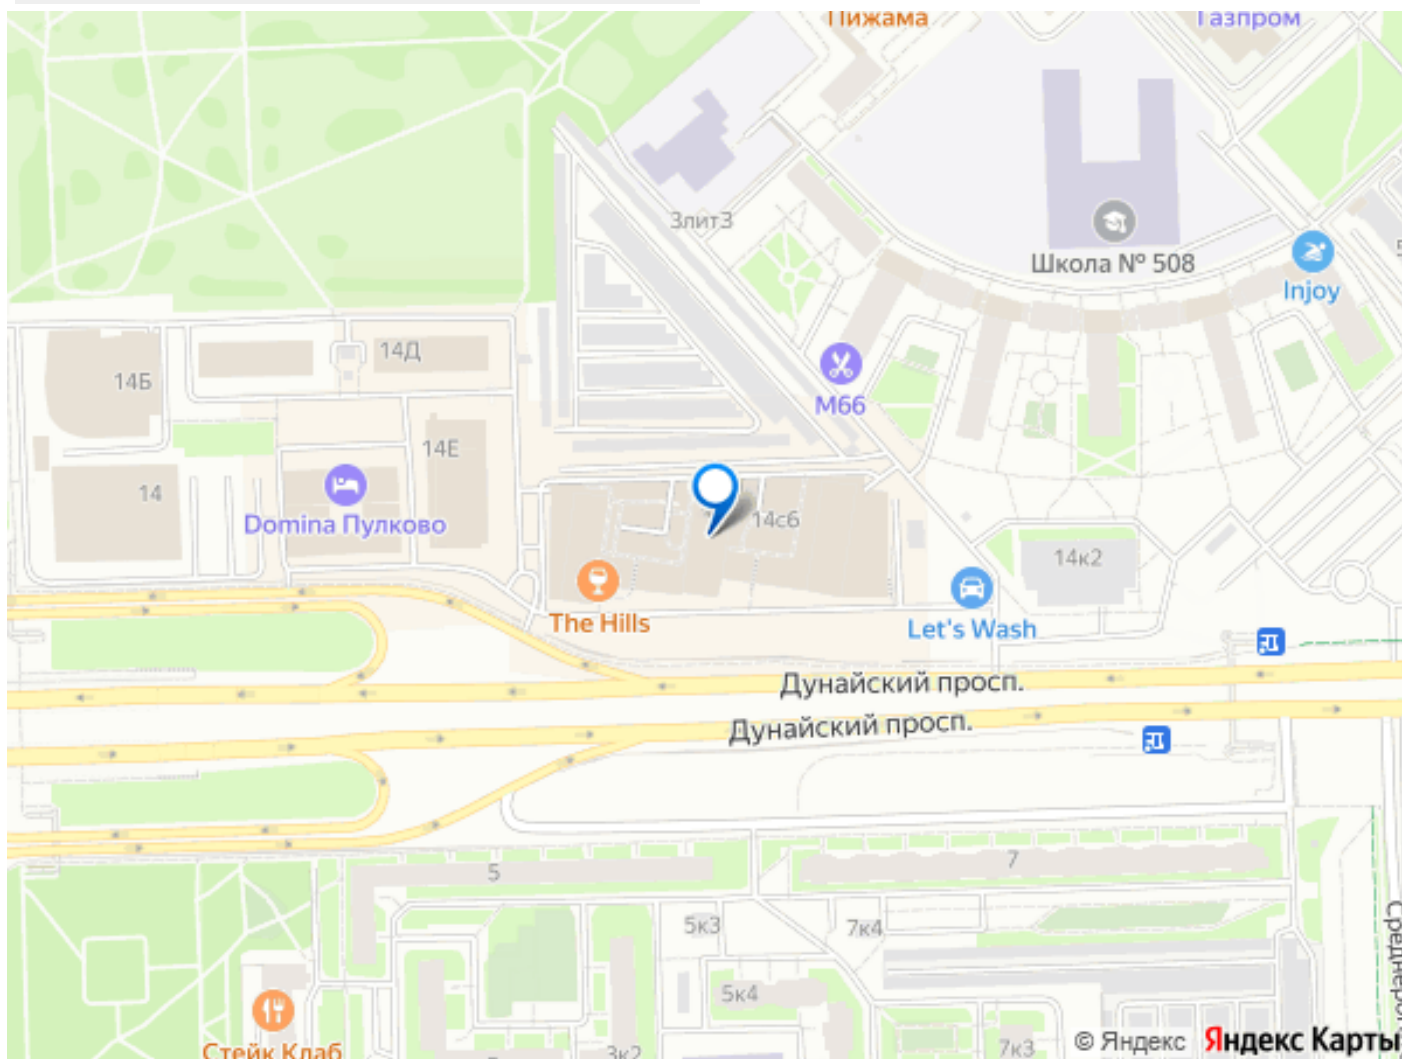 Пижама
Газпром
3лит3
Школа № 508
Injoy
14Д
14Б
М66
14Е
14
Domina Пулково
14с6
14к2
The Hills
Let's Wash
Дунайский просп.
Дунайский просп.
5
7
5к3
7к4
5к4
Стейк Клаб
3к2
7к3
© Яндекс Яндекс Карты